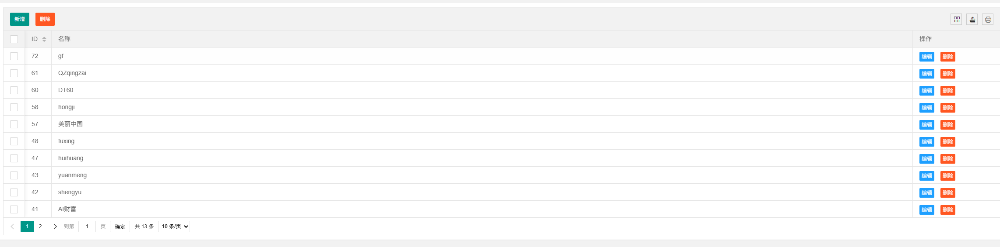 新增 删除
ID 名称 操作
72 gf 编辑 删除
61 QZqingzai 编辑 删除
60 DT60 编辑 删除
58 hongji 编辑 删除
57 美丽中国 编辑 删除
48 fuxing 编辑 删除
47 huihuang 编辑 删除
43 yuanmeng 编辑 删除
42 shengyu 编辑 删除
41 AI财富 编辑 删除
1 2 到第 1 页 确定 共 13 条 10 条/页